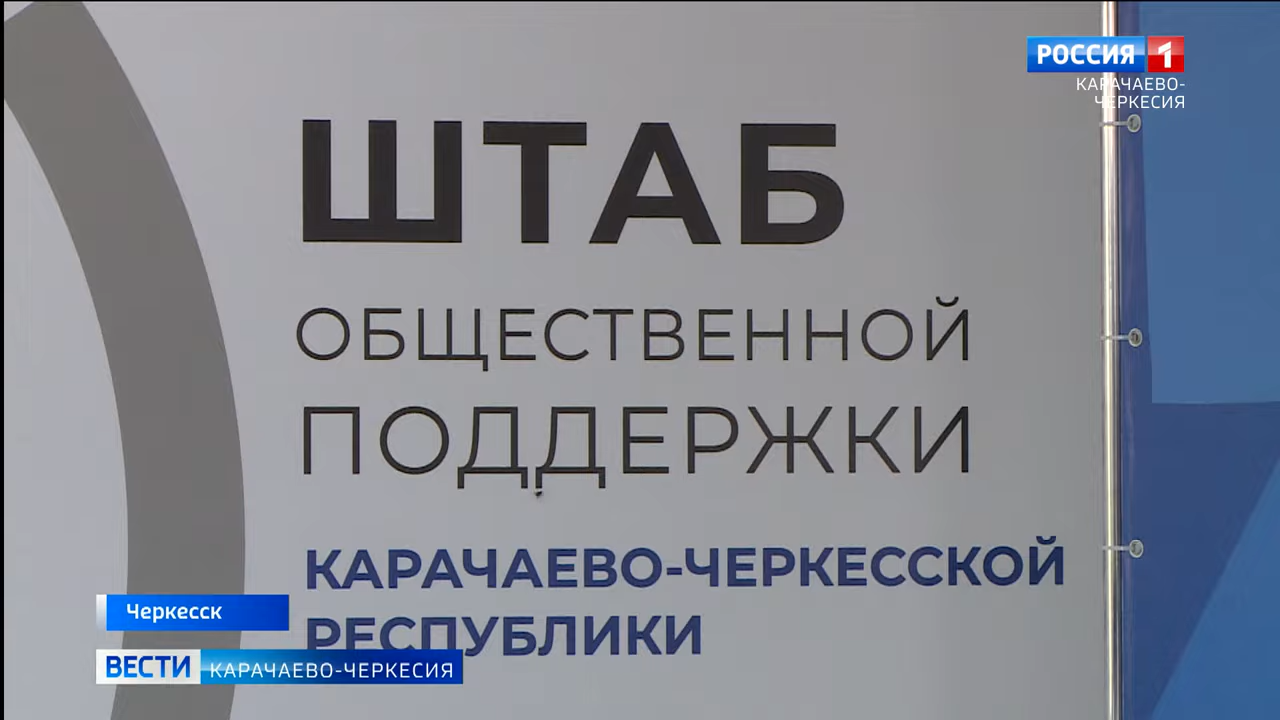 РОССИЯ 1
КАРАЧАЕВО-
ЧЕРКЕСИЯ
ШТАБ
ОБЩЕСТВЕННОЙ
ПОДДЕРЖКИ
КАРАЧАЕВО-ЧЕРКЕССКОЙ
РЕСПУБЛИКИ
Черкесск
ВЕСТИ КАРАЧАЕВО-ЧЕРКЕСИЯ